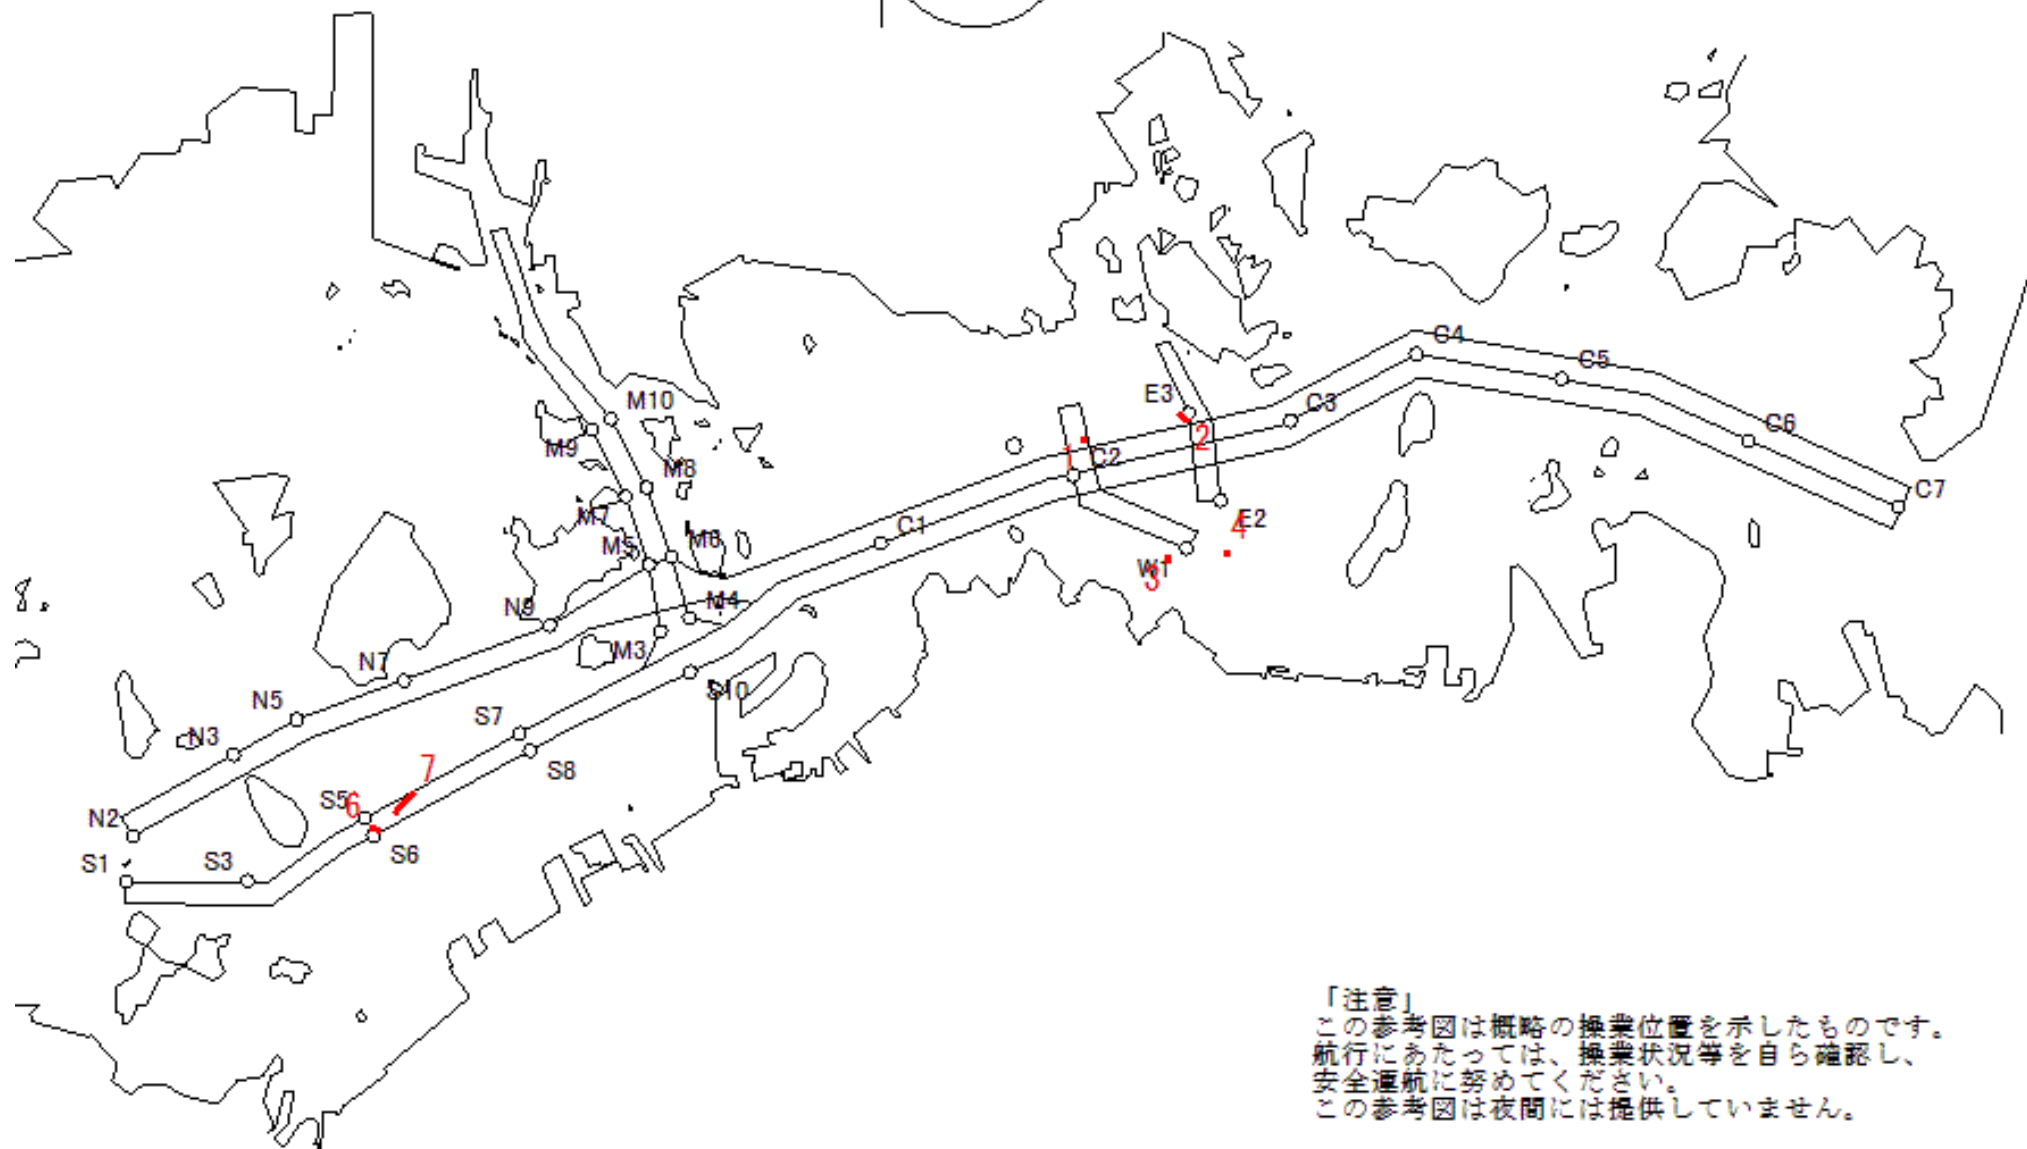 C4
C5
M10
E3
C3
C6
M9
2
1
C2
M8
C7
M7
C1
4
E2
M5
M6
W1
3
N9
M4
M3
N7
N5
S10
S7
N3
7
S8
S5
6
N2
S6
S1
S3
「注意」
この参考図は概略の操業位置を示したものです。
航行にあたっては、操業状況等を自ら確認し、
安全運航に努めてください。
この参考図は夜間には提供していません。